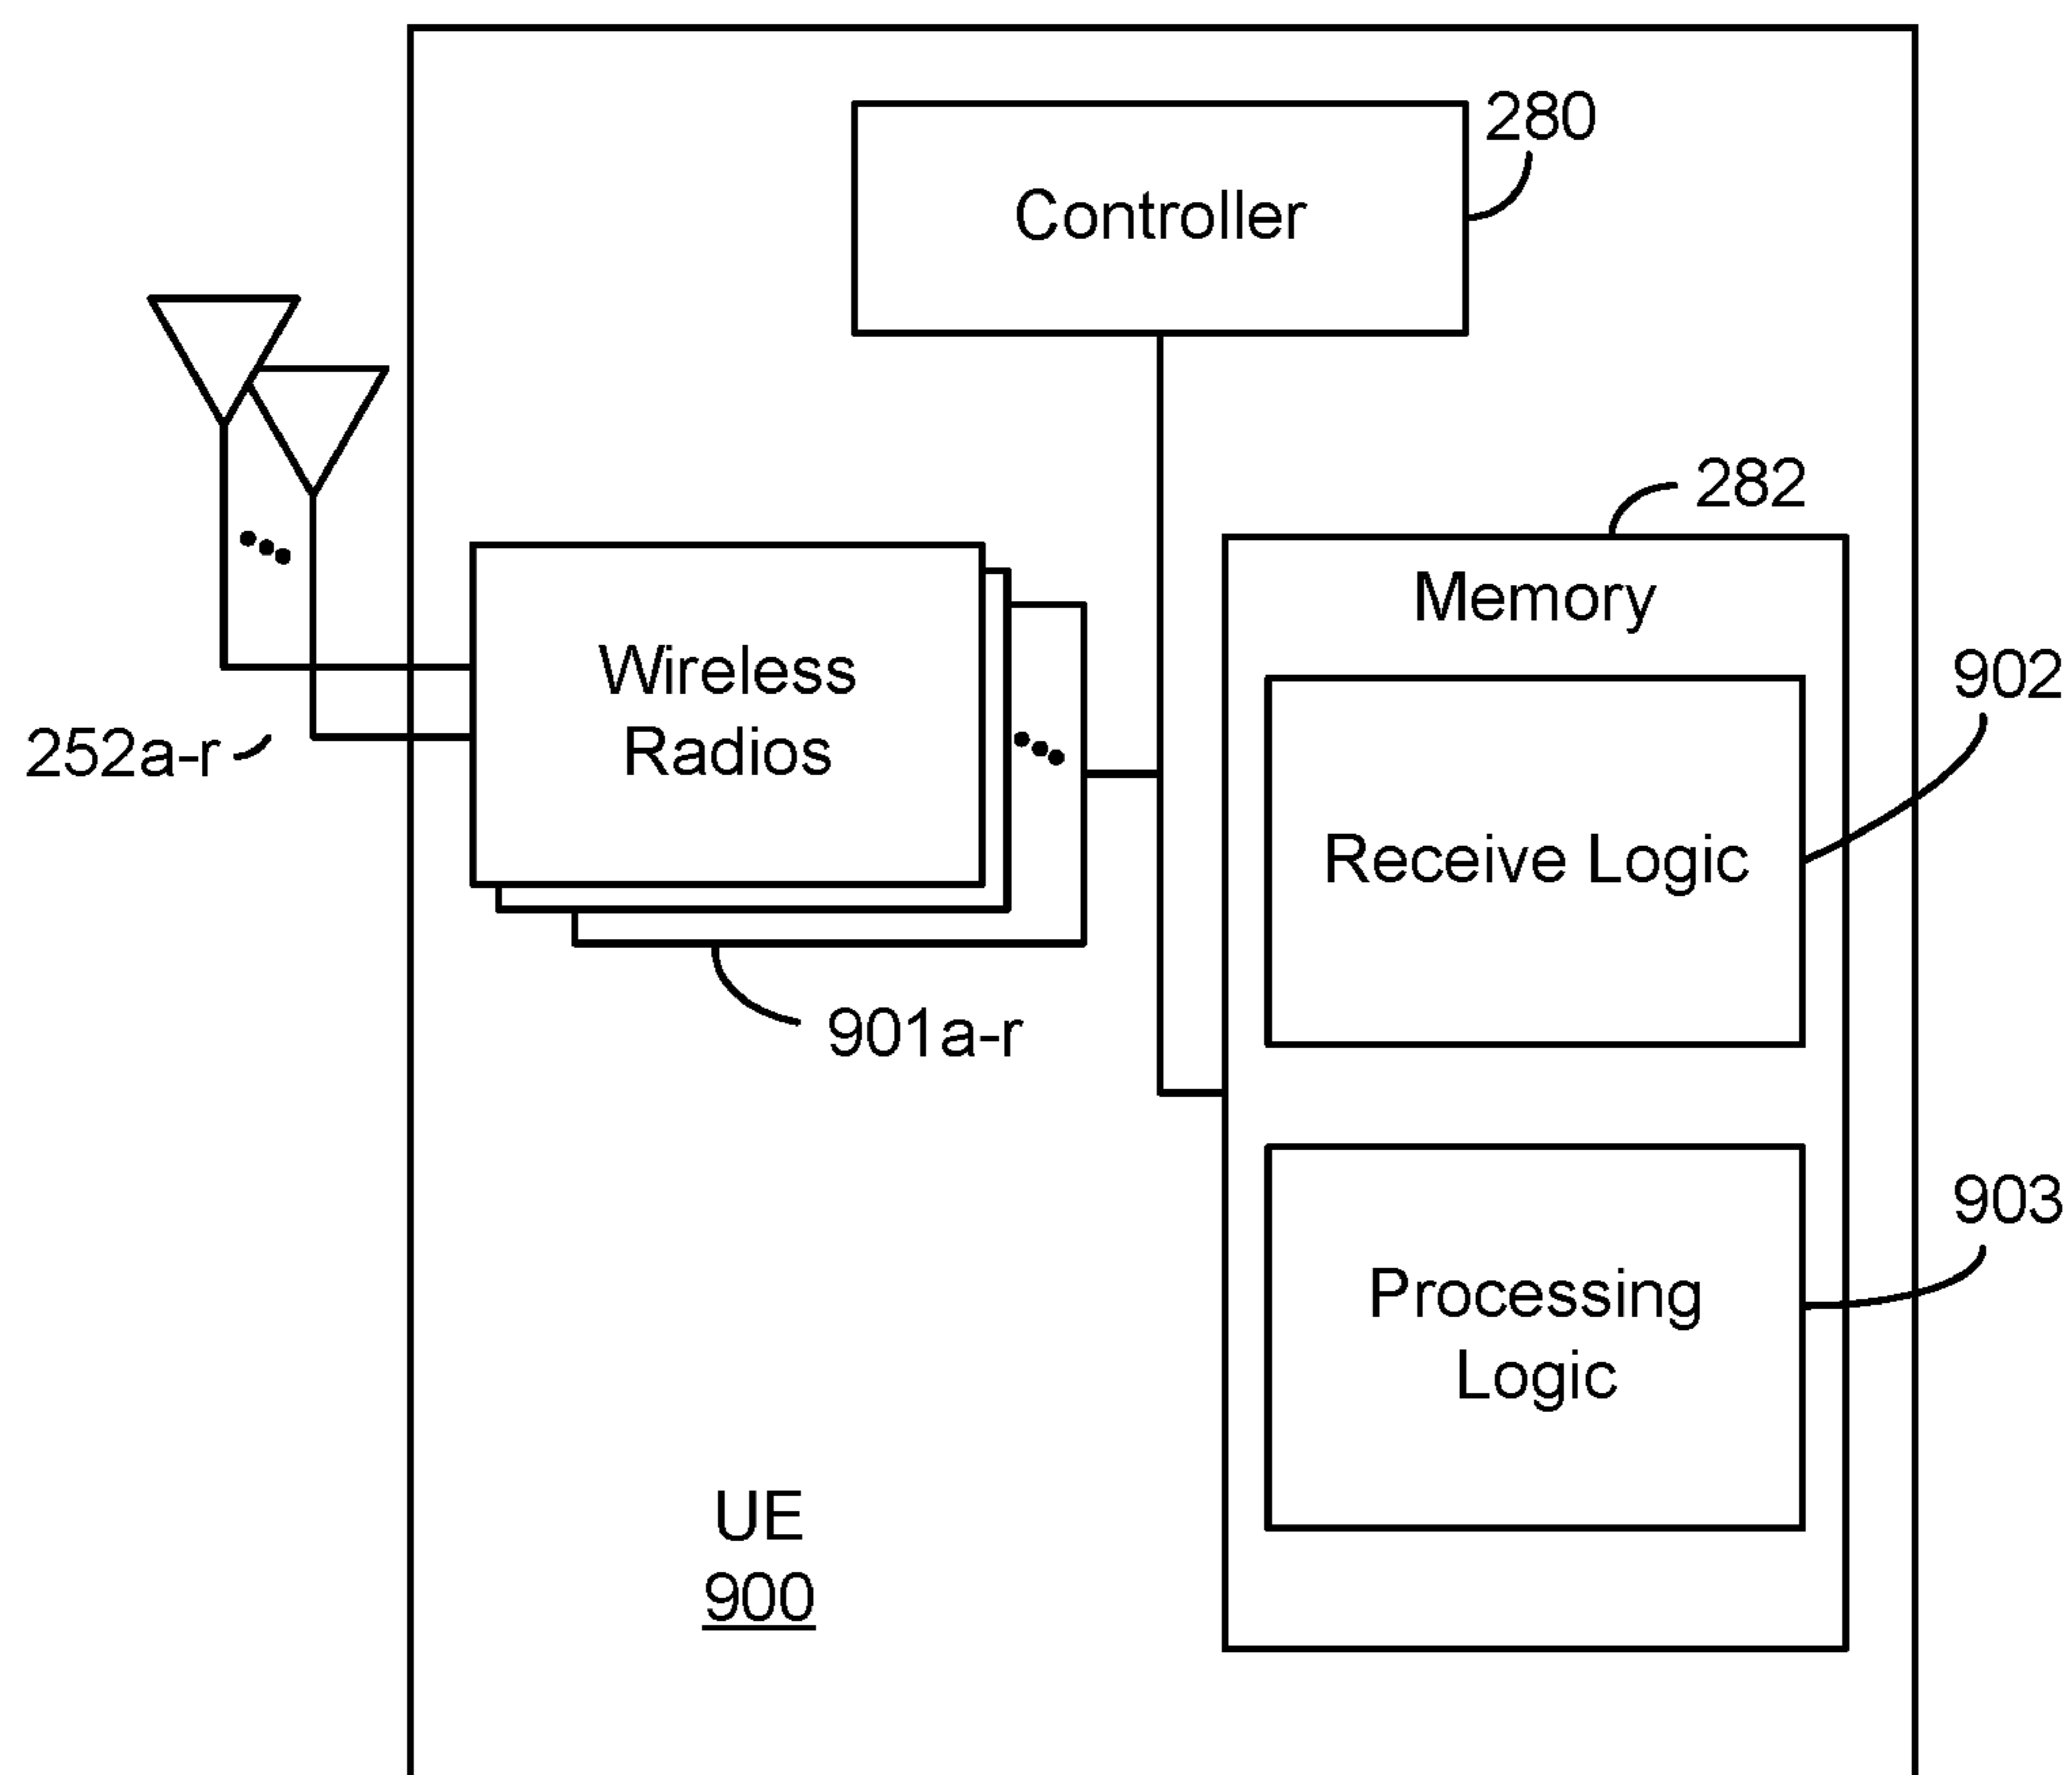 280
Controller
282
Memory
902
Wireless
Radios
252a-r
Receive Logic
901a-r
903
Processing
Logic
UE
900